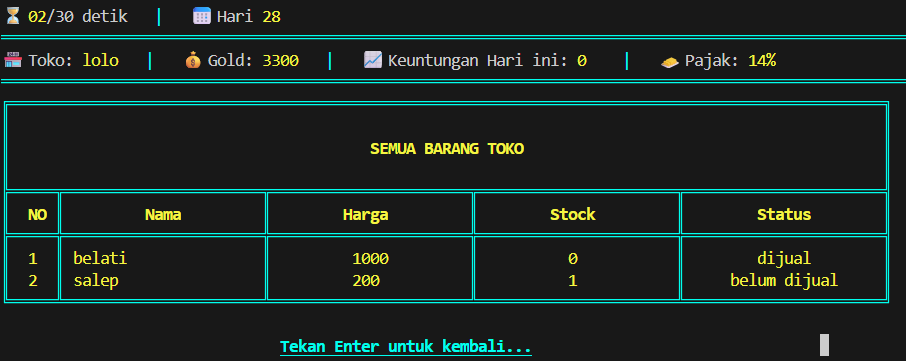 02/30 detik | Hari 28
Toko: lolo | Gold: 3300 | Keuntungan Hari ini: 0 | Pajak: 14%
SEMUA BARANG TOKO
NO Nama Harga Stock Status
1 belati 1000 0 dijual
2 salep 200 1 belum dijual
Tekan Enter untuk kembali...